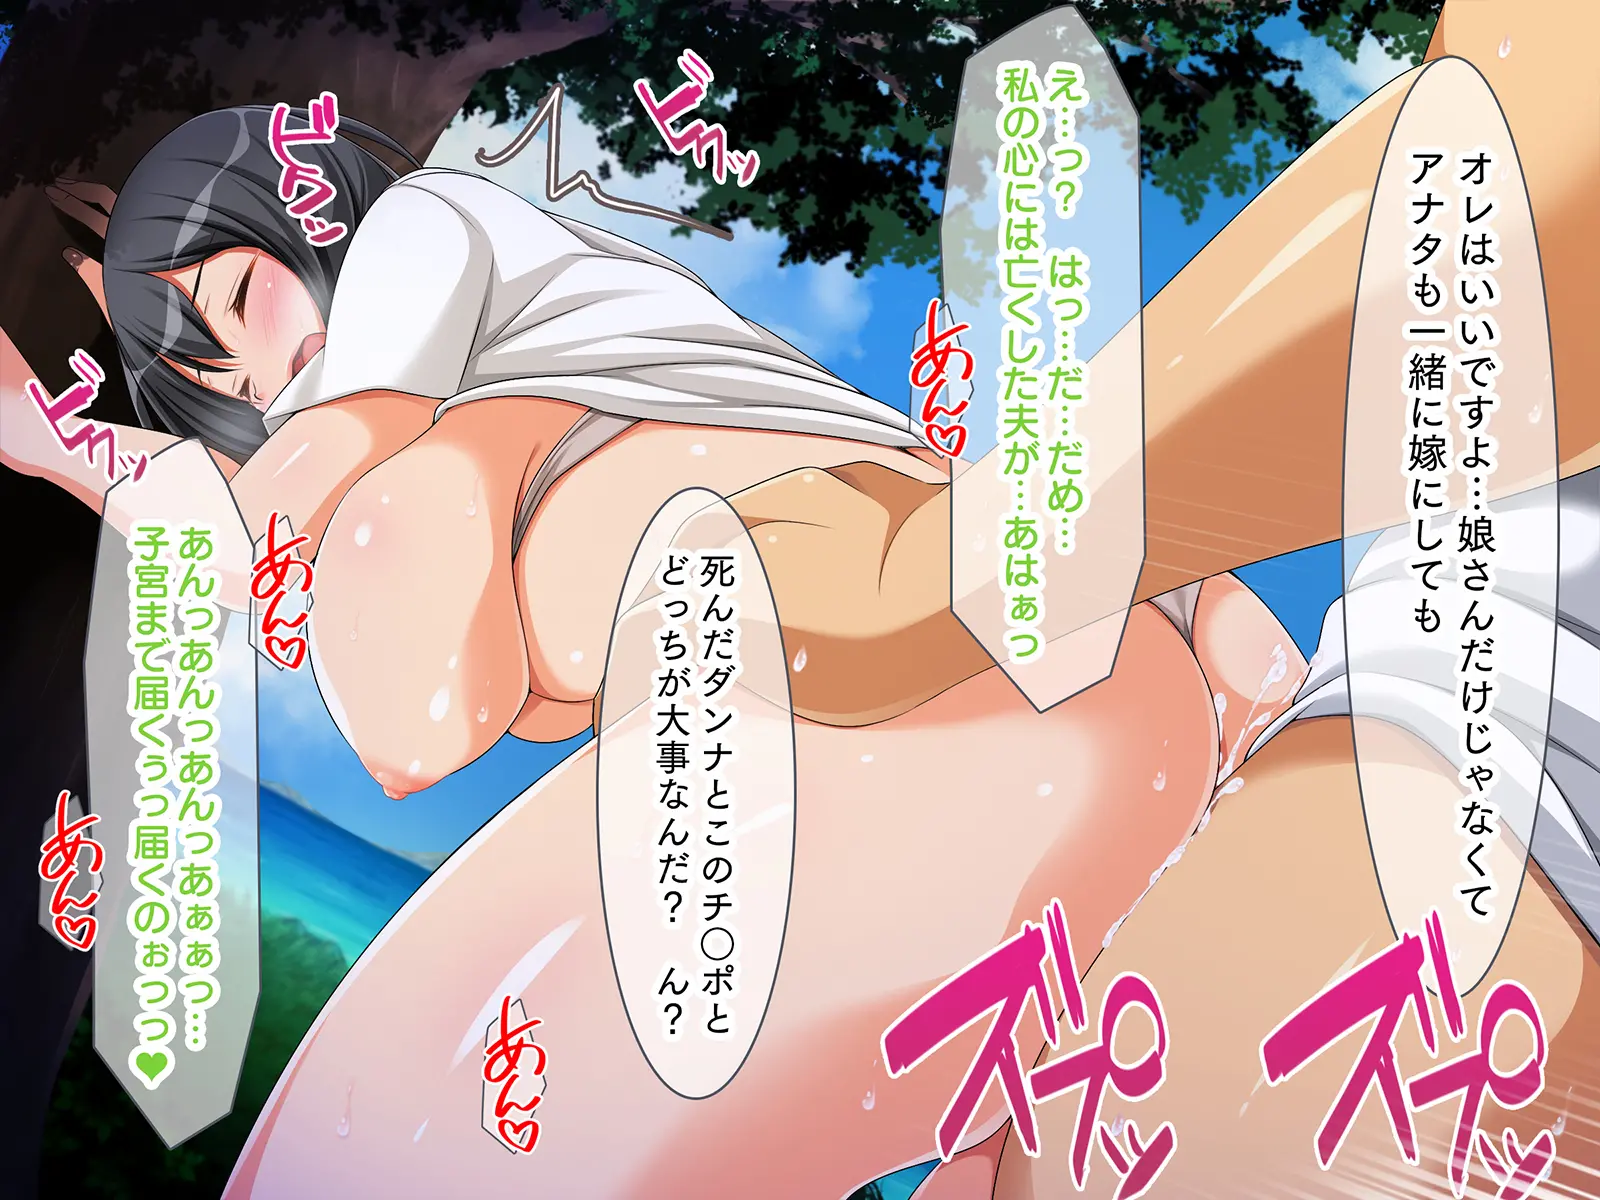 オレはいいですよ…娘さんだけじゃなくて
アナタも一緒に嫁にしても
え…っ?　はっ…だ…だめ…
私の心には亡くした夫が…あはぁっ
死んだダンナとこのチ〇ポと
どっちが大事なんだ?　ん?
あんっあんっあんっあぁぁっ…
子宮まで届くぅっ届くのぉっっ♥
ビクッ
ビクッ
ビクッ
あん♡
あん♡
あん♡
あん♡
ズプッ
ズプッ